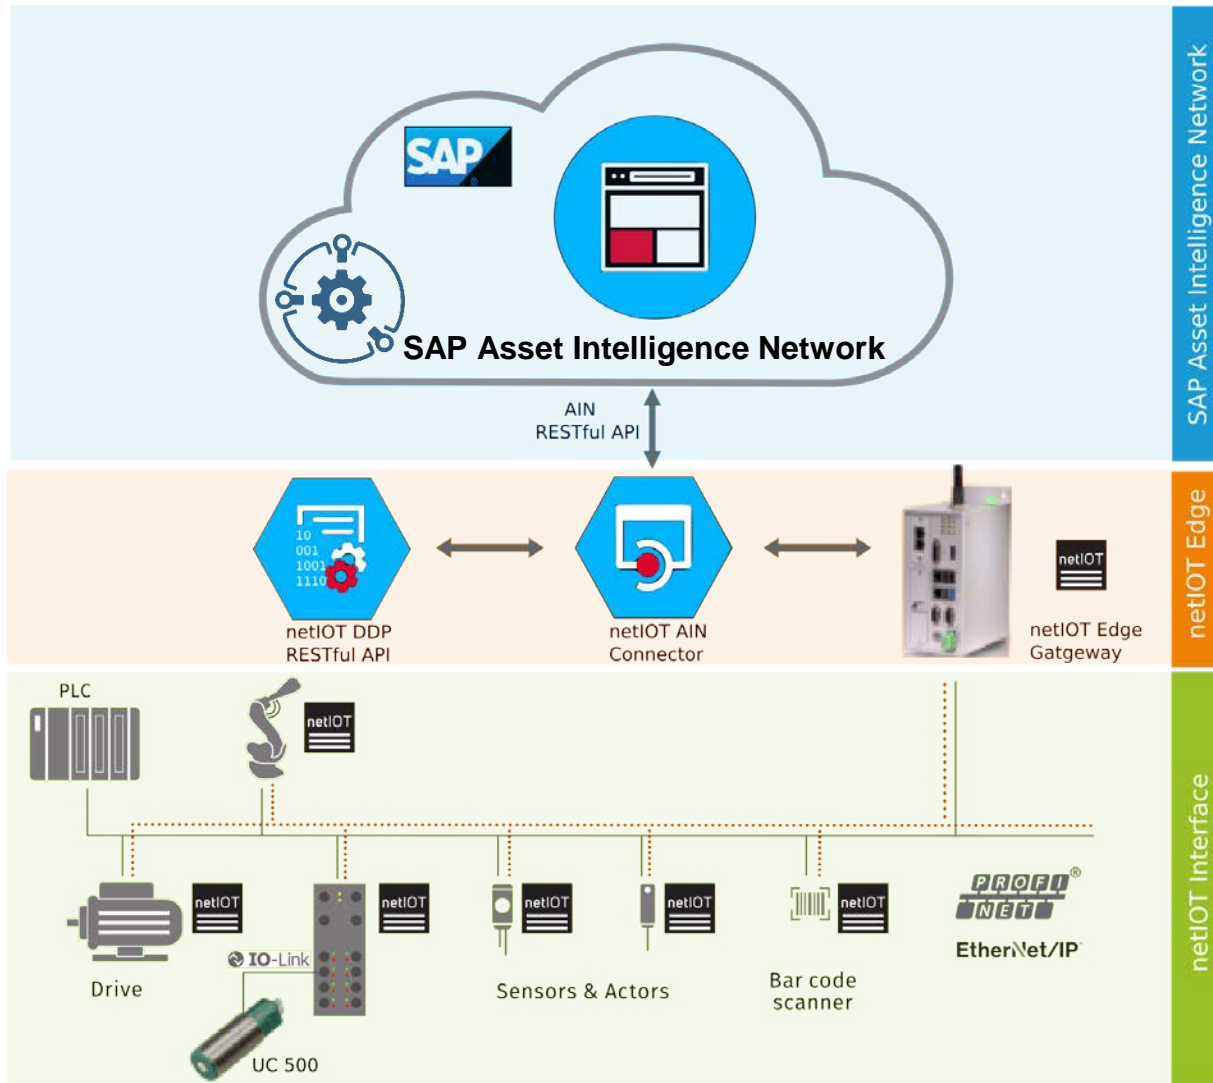 SAP
SAP Asset Intelligence Network
AIN
RESTful API
SAP Asset Intelligence Network
10
001
1001
1110
netIOT DDP
RESTful API
netIOT AIN
Connector
netIOT
netIOT Edge
Gatgeway
netIOT Edge
PLC
netIOT
netIOT
netIOT
netIOT
netIOT
netIOT
IO-Link
Drive
UC 500
Sensors & Actors
Bar code
scanner
PROFI®
NET
EtherNet/IP
netIOT Interface